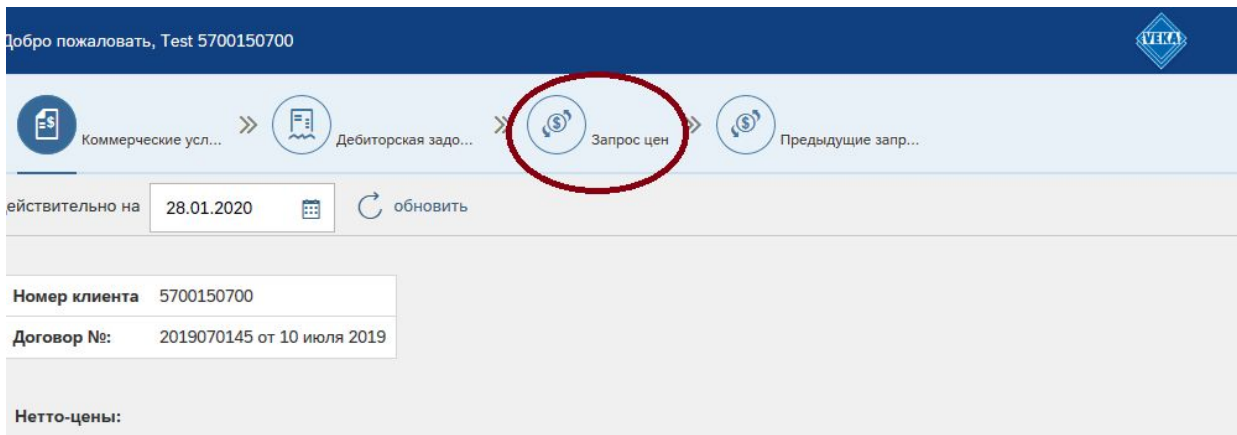 Добро пожаловать, Test 5700150700
VEKA
Коммерческие усл... Дебиторская задо... Запрос цен Предыдущие запр...
ействительно на 28.01.2020 обновить
Номер клиента 5700150700
Договор №: 2019070145 от 10 июля 2019
Нетто-цены: